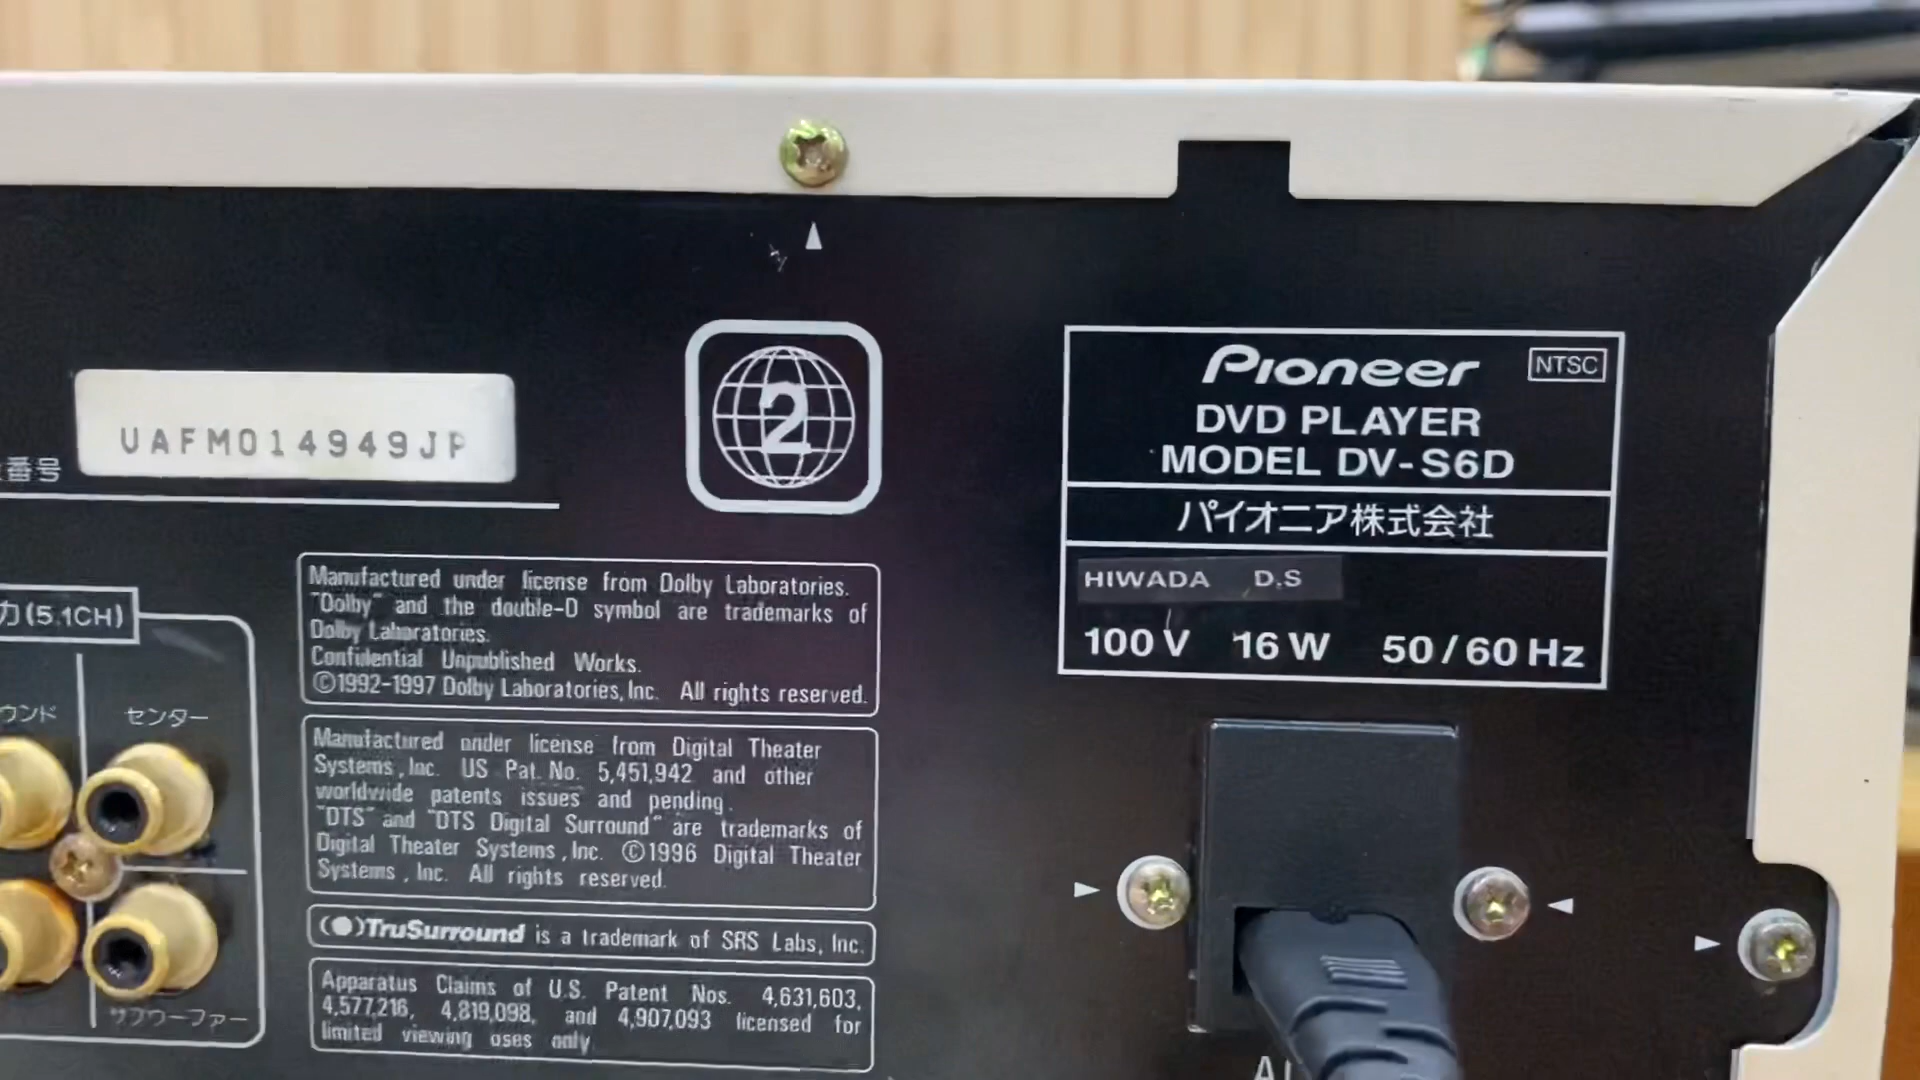 UAFM014949JP
番号
2
Pioneer NTSC
DVD PLAYER
MODEL DV-S6D
パイオニア株式会社
HIWADA D.S
100 V 16 W 50/60 Hz
Manufactured under license from Dolby Laboratories.
"Dolby" and the double-D symbol are trademarks of
Dolby Laboratories.
Confidential Unpublished Works.
©1992-1997 Dolby Laboratories, Inc. All rights reserved.
力(5.1CH)
ウンド
センター
サブウーファー
Manufactured under license from Digital Theater
Systems, Inc. US Pat. No. 5,451,942 and other
worldwide patents issues and pending.
"DTS" and "DTS Digital Surround" are trademarks of
Digital Theater Systems, Inc. ©1996 Digital Theater
Systems, Inc. All rights reserved.
TruSurround is a trademark of SRS Labs, Inc.
Apparatus Claims of U.S. Patent Nos. 4,631,603,
4,577,216, 4,819,098, and 4,907,093 licensed for
limited viewing uses only